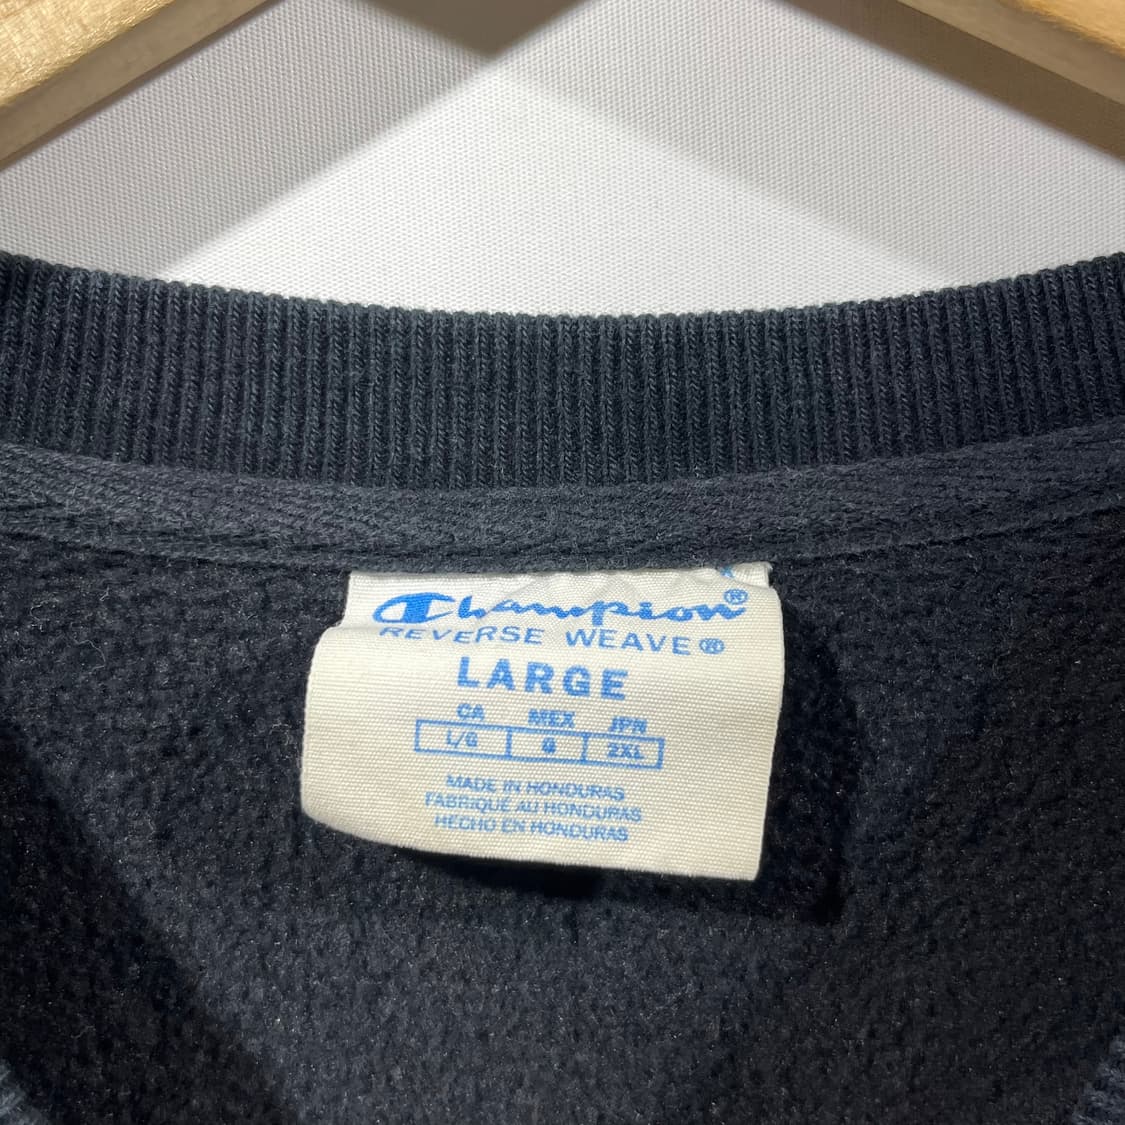 Champion®
REVERSE WEAVE®
LARGE
CA MEX JPN
L/G G 2XL
MADE IN HONDURAS
FABRIQUÉ AU HONDURAS
HECHO EN HONDURAS